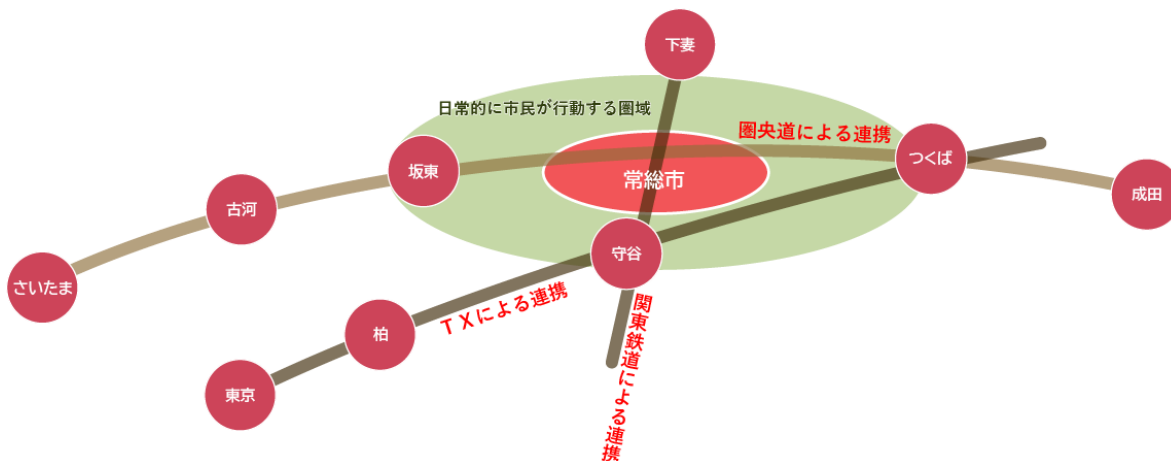 下妻
日常的に市民が行動する圏域
圏央道による連携
坂東
常総市
つくば
成田
古河
守谷
さいたま
TXによる連携
関東鉄道による連携
柏
東京